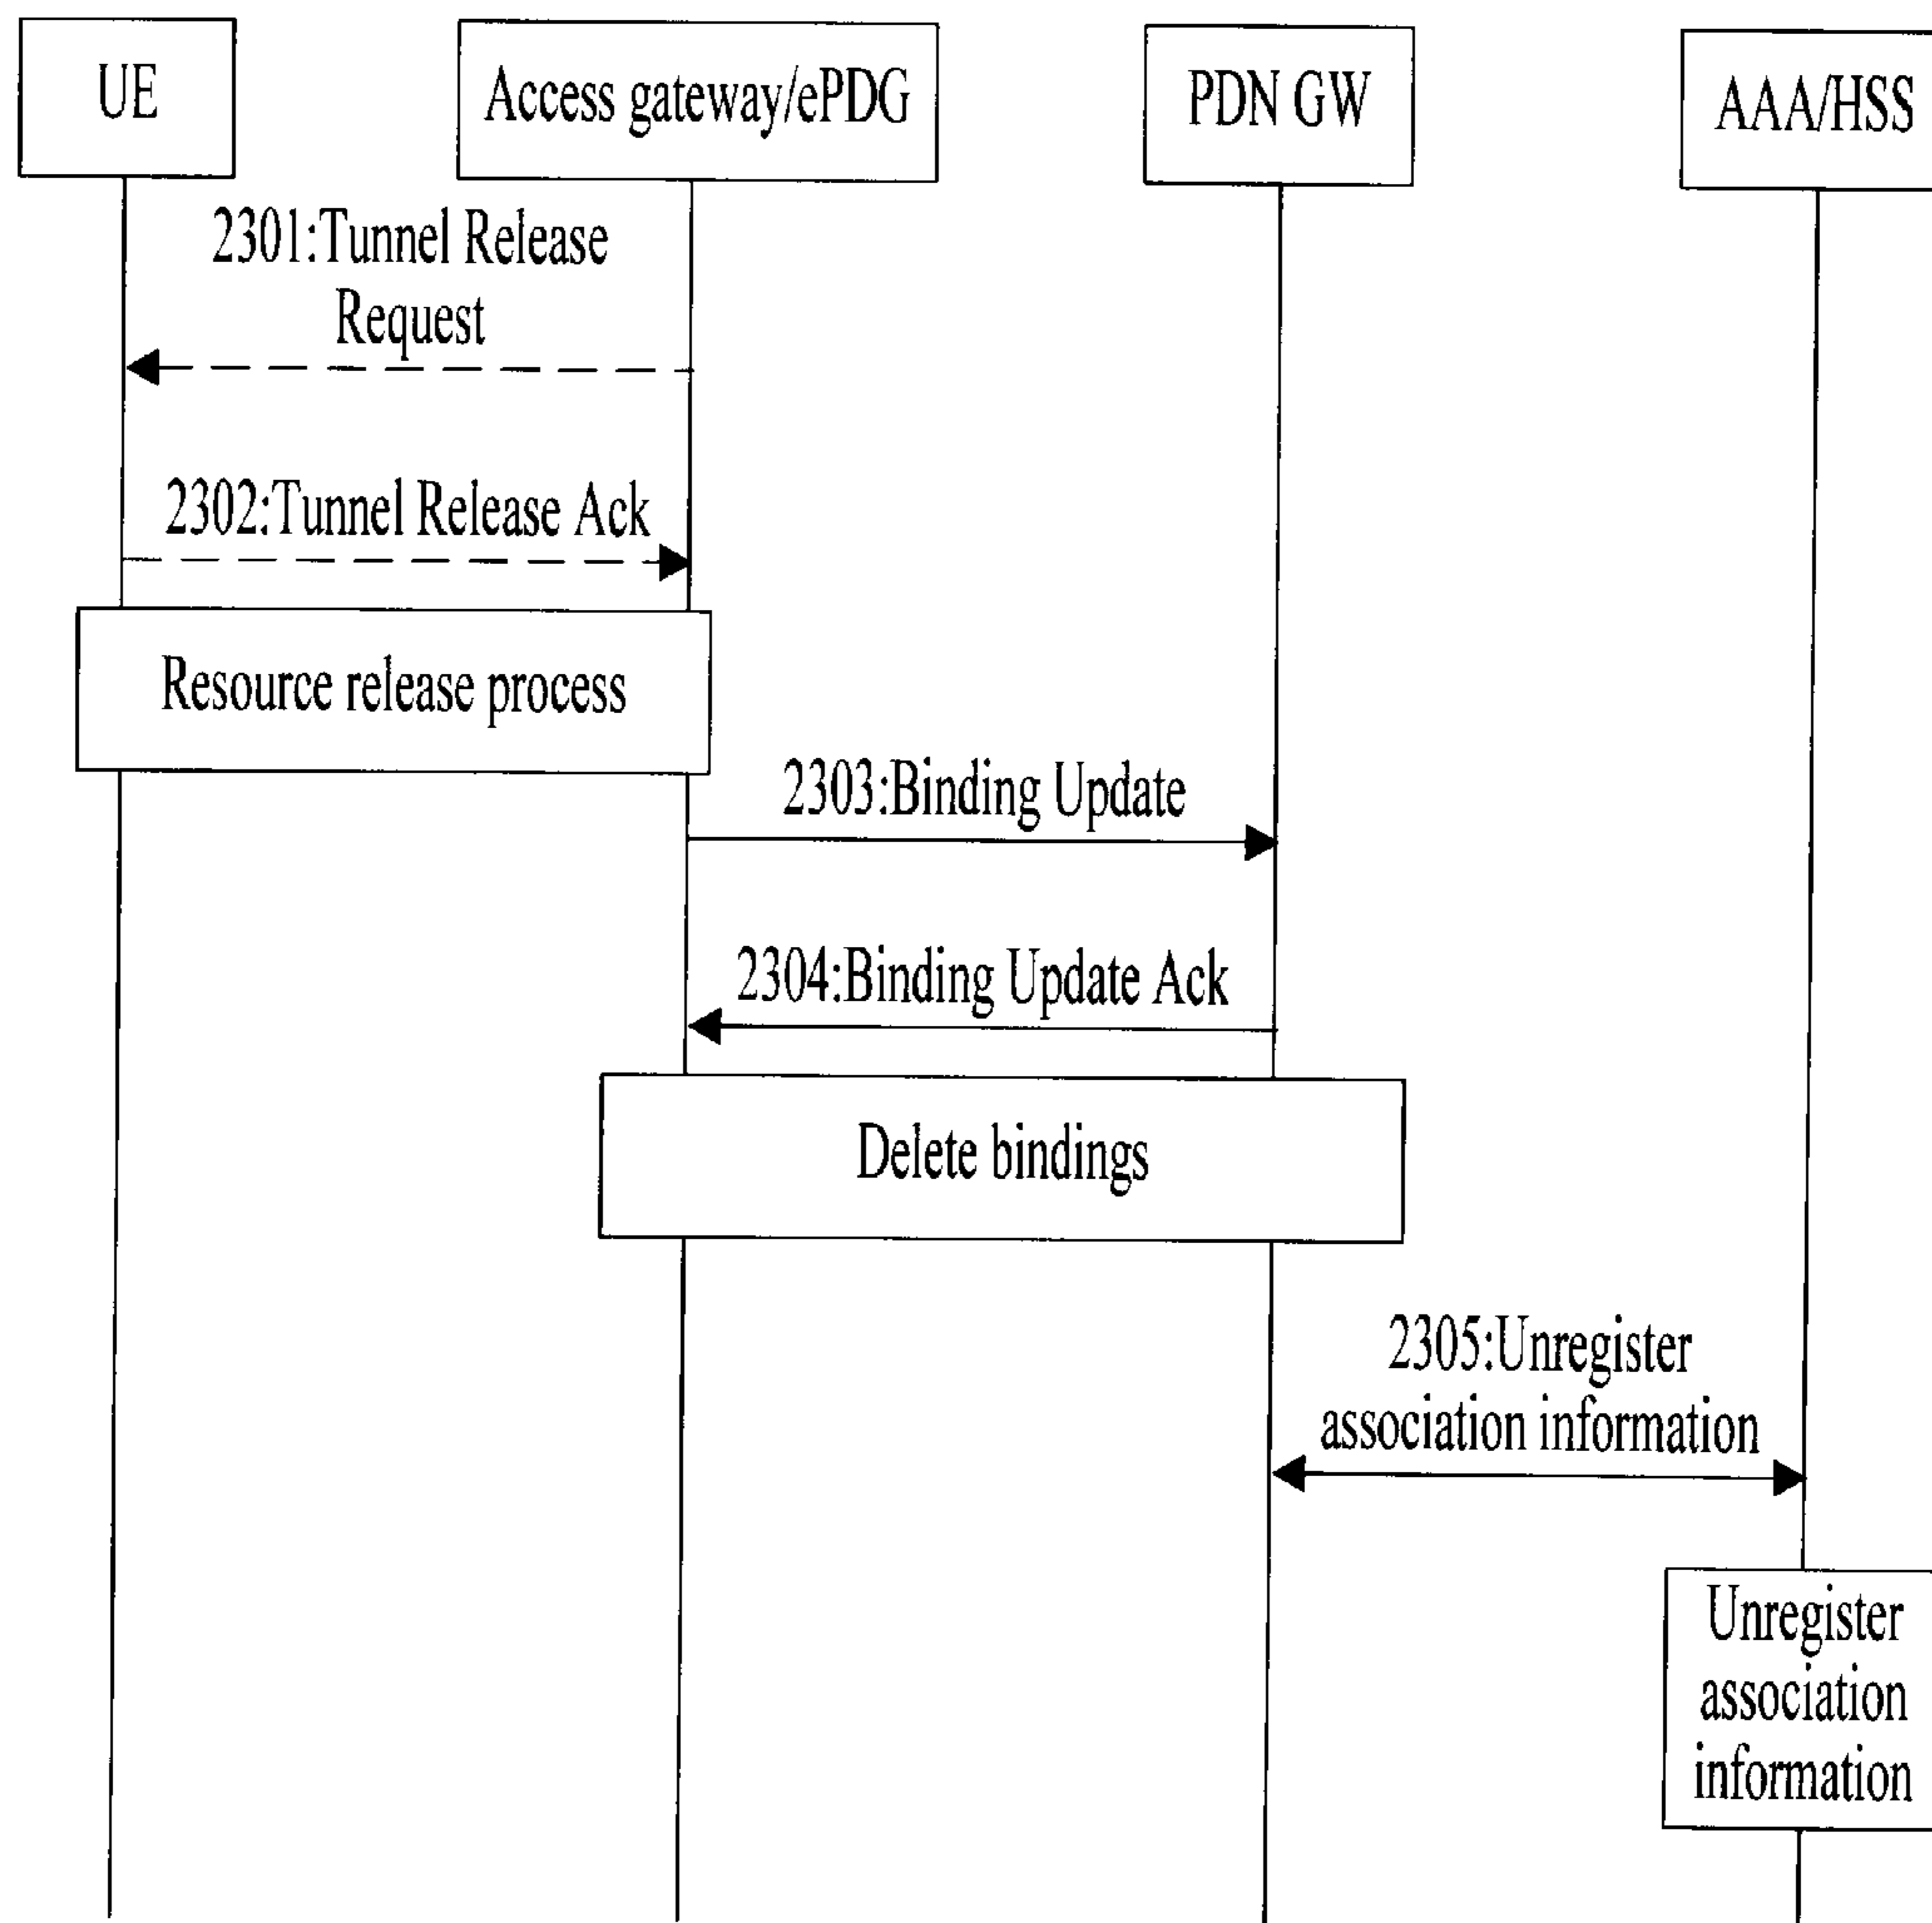 UE
Access gateway/ePDG
PDN GW
AAA/HSS
2301:Tunnel Release
Request
2302:Tunnel Release Ack
Resource release process
2303:Binding Update
2304:Binding Update Ack
Delete bindings
2305:Unregister
association information
Unregister
association
information